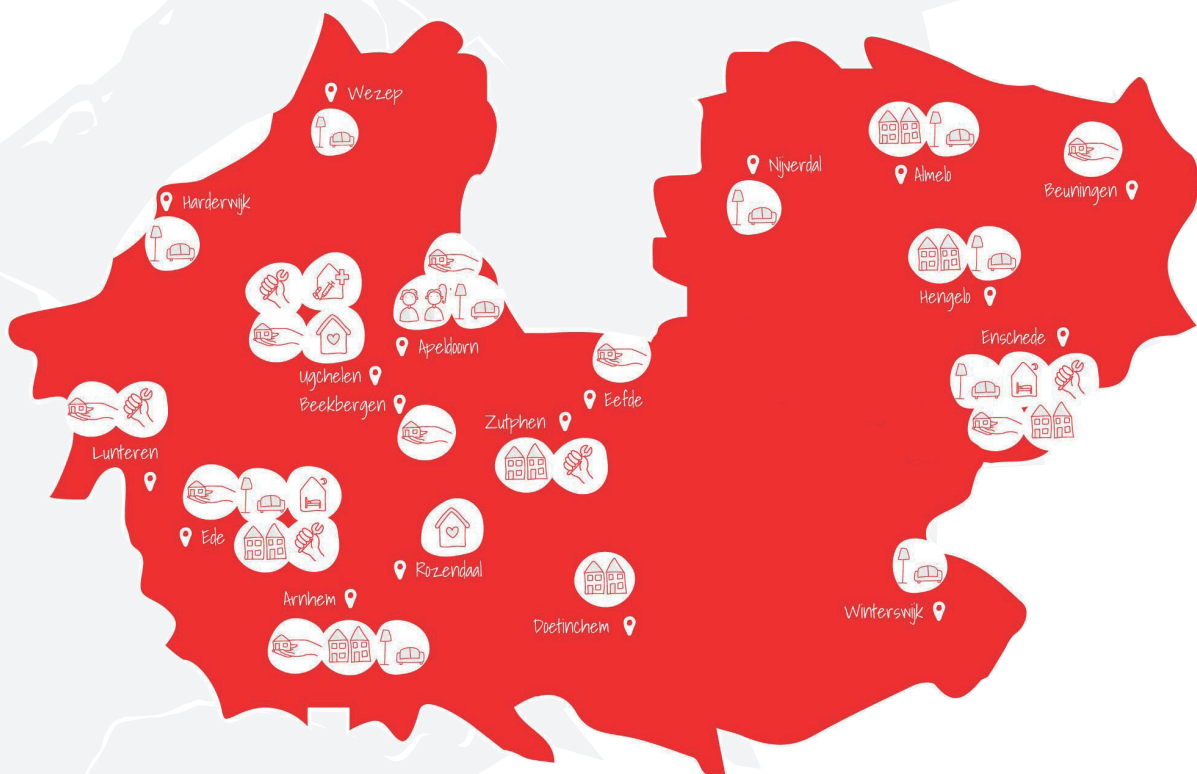 Wezep
Nijverdal
Almelo
Beuningen
Harderwijk
Hengelo
Enschede
Apeldoorn
Ugchelen
Beekbergen
Eefde
Zutphen
Lunteren
Ede
Rozendaal
Arnhem
Doetinchem
Winterswijk